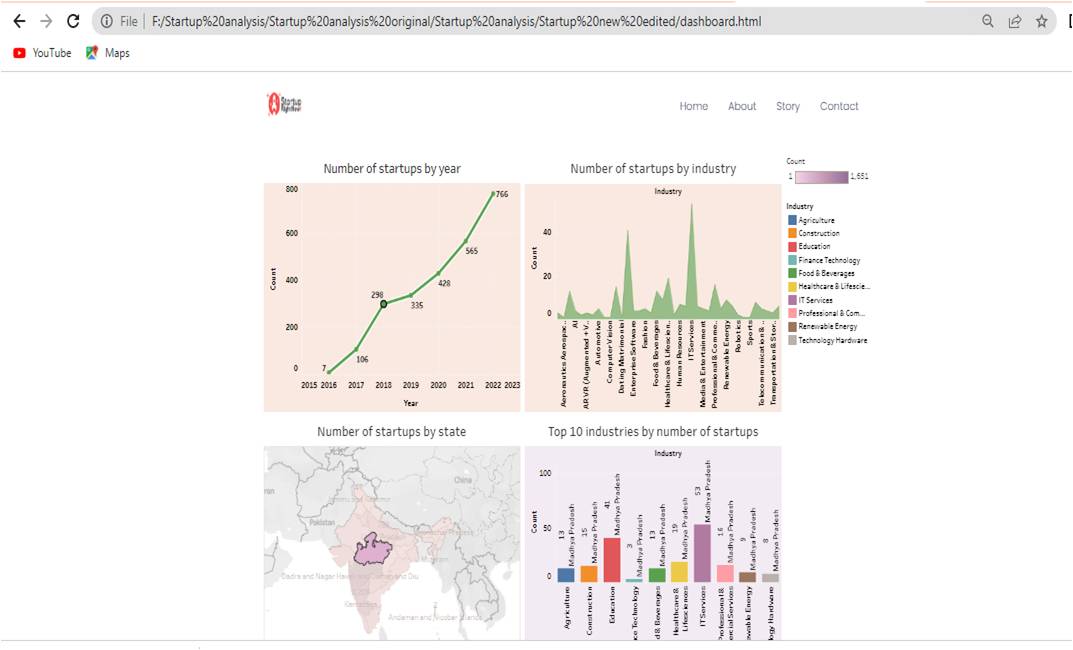 File
F:/Startup%20analysis/Startup%20analysis%20original/Startup%20analysis/Startup%20new%20edited/dashboard.html
YouTube
Maps
Startup
Home About Story Contact
Number of startups by year
800
600
400
200
0
Count
7
106
298
335
428
565
766
2015 2016 2017 2018 2019 2020 2021 2022 2023
Year
Number of startups by industry
Industry
Count
40
20
0
Aeronautics Aerospac..
AI
AR VR (Augmented + V..
Automotive
Computer Vision
Dating Matrimonial
Enterprise Software
Fashion
Food & Beverages
Healthcare & Lifescien..
Human Resources
IT Services
Media & Entertainment
Professional & Comme..
Renewable Energy
Robotics
Sports
Telecommunication & ..
Transportation & Stor..
Count
1 1,651
Industry
Agriculture
Construction
Education
Finance Technology
Food & Beverages
Healthcare & Lifescie...
IT Services
Professional & Com...
Renewable Energy
Technology Hardware
Number of startups by state
China
Pakistan
Dadra and Nagar Haveli and Daman and Diu
Andaman and Nicobar Islands
Top 10 industries by number of startups
Industry
100
50
0
Count
13 Madhya Pradesh
15 Madhya Pradesh
41 Madhya Pradesh
3 Madhya Pradesh
13 Madhya Pradesh
19 Madhya Pradesh
53 Madhya Pradesh
16 Madhya Pradesh
9 Madhya Pradesh
8 Madhya Pradesh
Agriculture
Construction
Education
ce Technology
d & Beverages
Healthcare &
Lifesciences
IT Services
ofessional &
ercial Services
wable Energy
logy Hardware